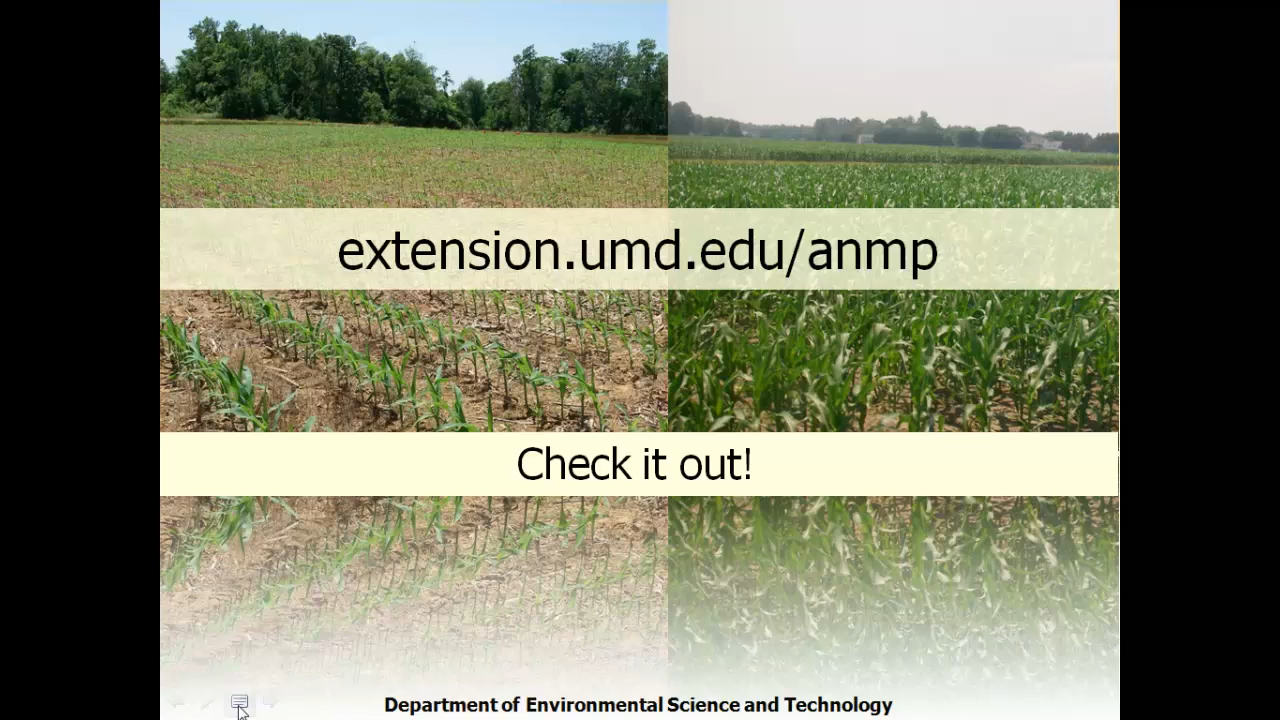 extension.umd.edu/anmp
Check it out!
Department of Environmental Science and Technology